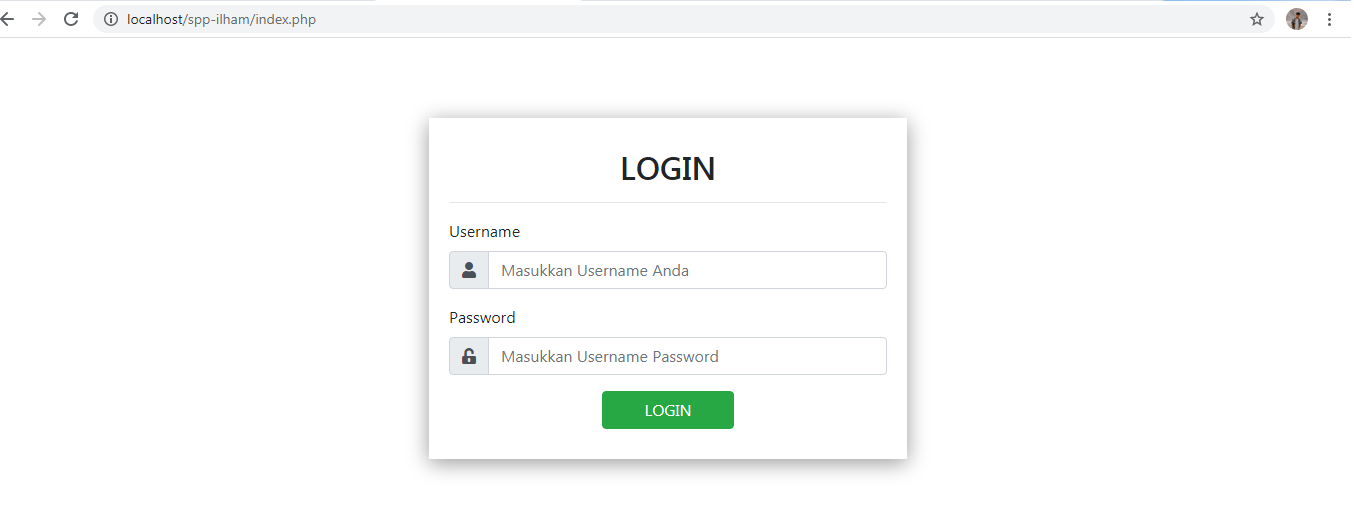 localhost/spp-ilham/index.php
LOGIN
Username
Masukkan Username Anda
Password
Masukkan Username Password
LOGIN